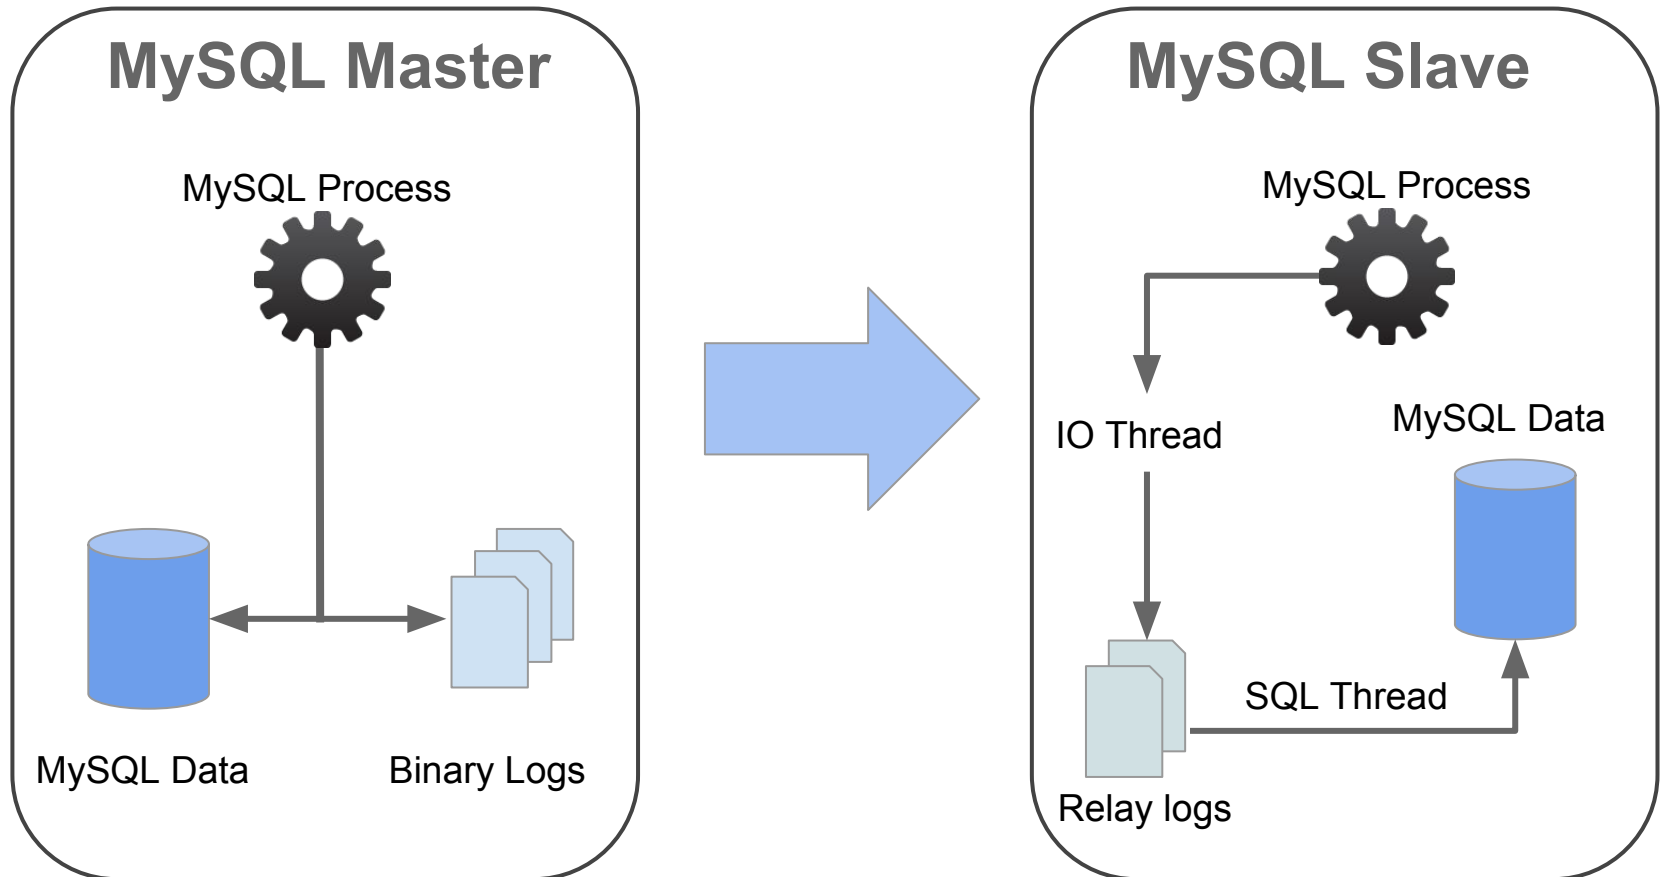 MySQL Master
MySQL Process
MySQL Data
Binary Logs
MySQL Slave
MySQL Process
IO Thread
MySQL Data
SQL Thread
Relay logs